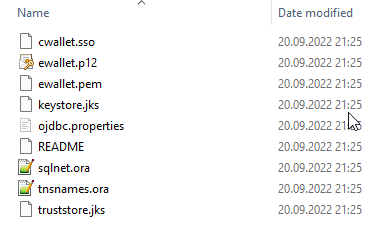 Name Date modified
cwallet.sso 20.09.2022 21:25
ewallet.p12 20.09.2022 21:25
ewallet.pem 20.09.2022 21:25
keystore.jks 20.09.2022 21:25
ojdbc.properties 20.09.2022 21:25
README 20.09.2022 21:25
sqlnet.ora 20.09.2022 21:25
tnsnames.ora 20.09.2022 21:25
truststore.jks 20.09.2022 21:25